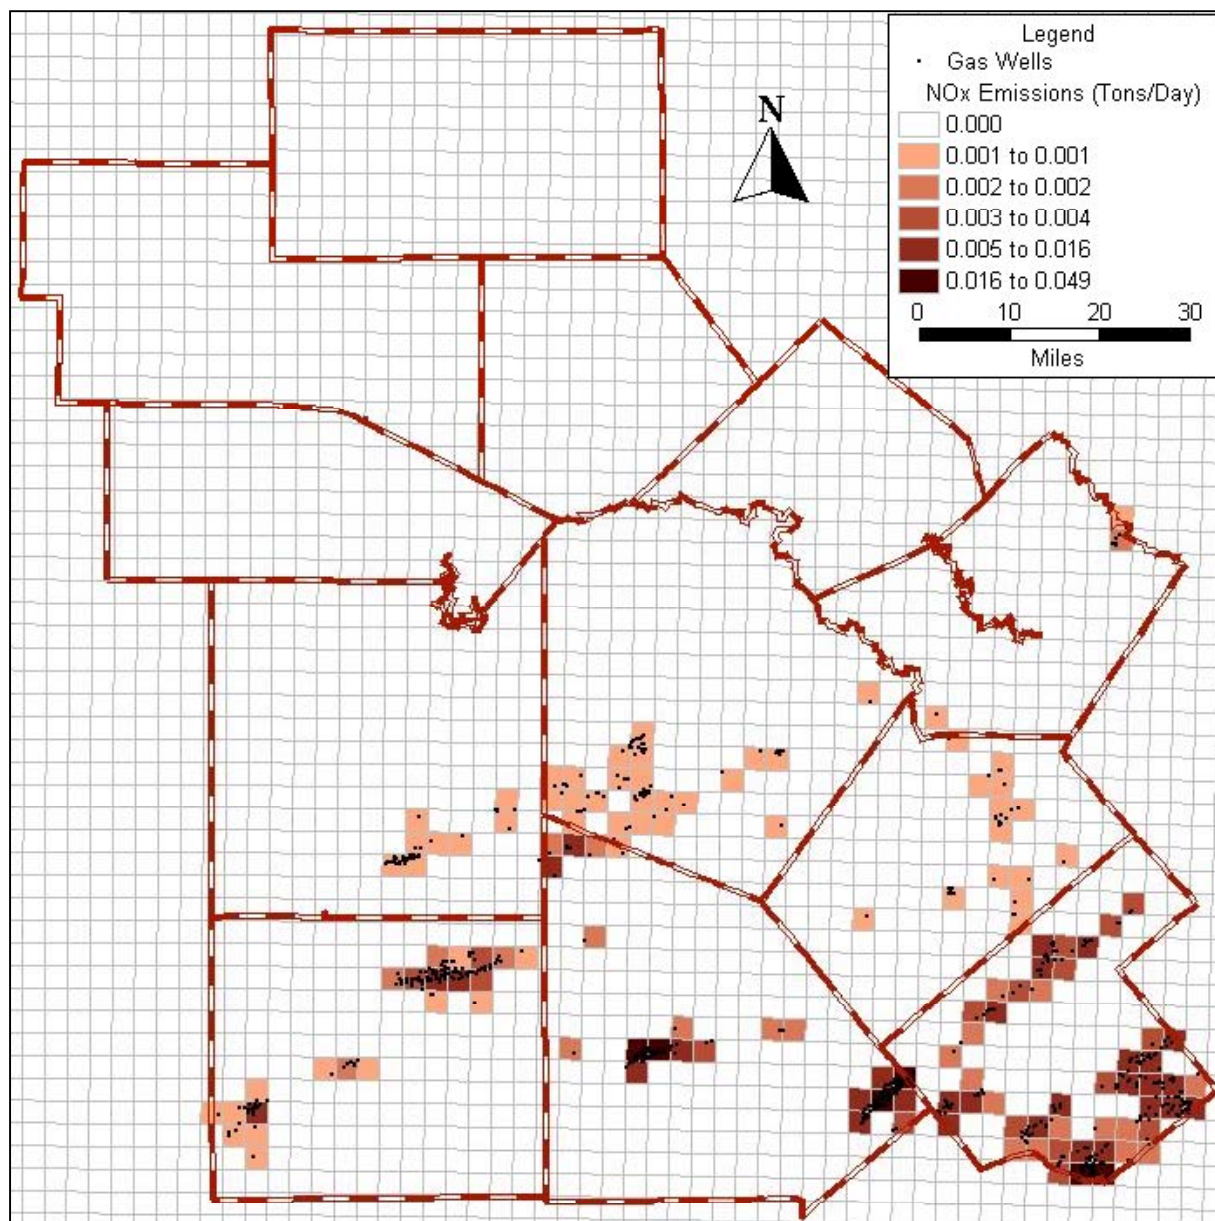 Legend
Gas Wells
NOx Emissions (Tons/Day)
0.000
0.001 to 0.001
0.002 to 0.002
0.003 to 0.004
0.005 to 0.016
0.016 to 0.049
0 10 20 30
Miles
N